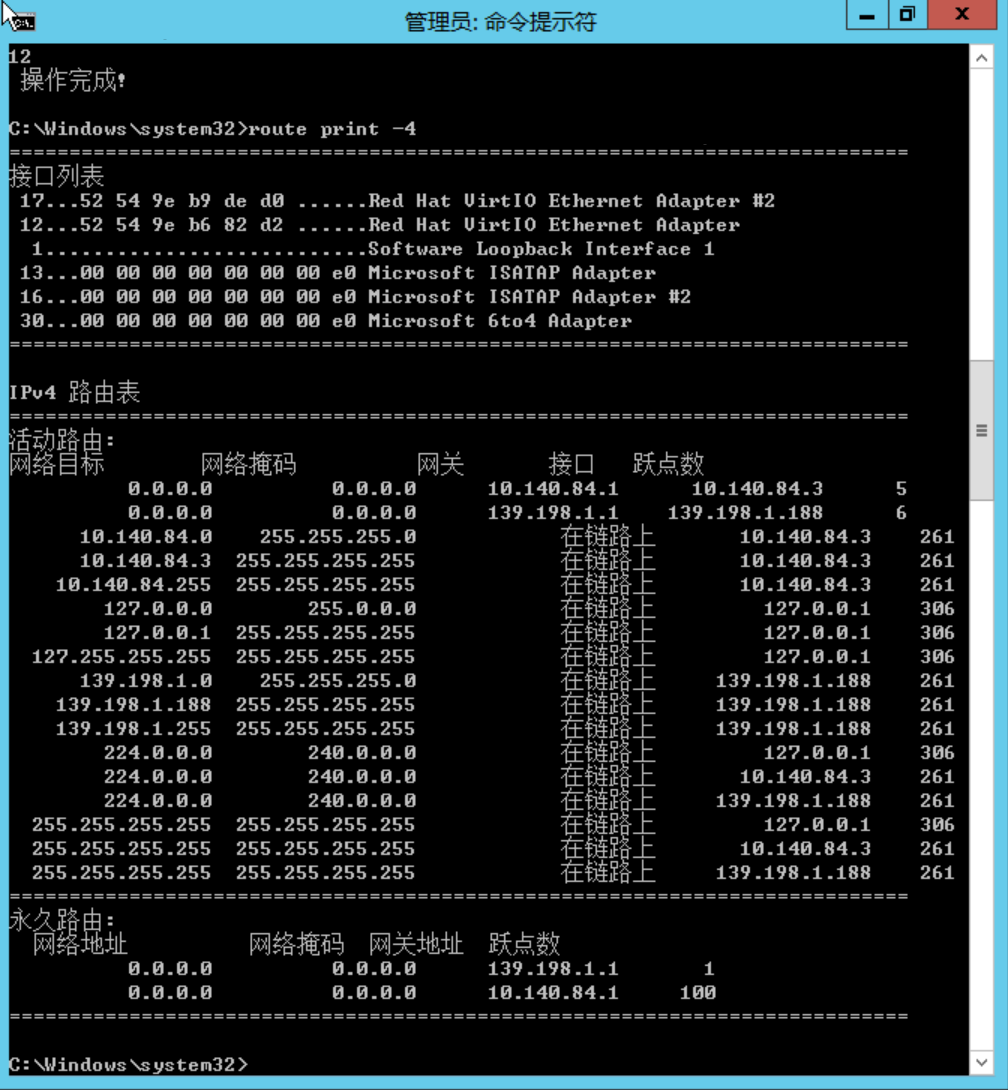 管理员: 命令提示符
12
操作完成!
C:\Windows\system32>route print -4
===========================================================================
接口列表
17...52 54 9e b9 de d0 ......Red Hat VirtIO Ethernet Adapter #2
12...52 54 9e b6 82 d2 ......Red Hat VirtIO Ethernet Adapter
1...........................Software Loopback Interface 1
13...00 00 00 00 00 00 00 e0 Microsoft ISATAP Adapter
16...00 00 00 00 00 00 00 e0 Microsoft ISATAP Adapter #2
30...00 00 00 00 00 00 00 e0 Microsoft 6to4 Adapter
===========================================================================
IPv4 路由表
===========================================================================
活动路由:
网络目标 网络掩码 网关 接口 跃点数
0.0.0.0 0.0.0.0 10.140.84.1 10.140.84.3 5
0.0.0.0 0.0.0.0 139.198.1.1 139.198.1.188 6
10.140.84.0 255.255.255.0 在链路上 10.140.84.3 261
10.140.84.3 255.255.255.255 在链路上 10.140.84.3 261
10.140.84.255 255.255.255.255 在链路上 10.140.84.3 261
127.0.0.0 255.0.0.0 在链路上 127.0.0.1 306
127.0.0.1 255.255.255.255 在链路上 127.0.0.1 306
127.255.255.255 255.255.255.255 在链路上 127.0.0.1 306
139.198.1.0 255.255.255.0 在链路上 139.198.1.188 261
139.198.1.188 255.255.255.255 在链路上 139.198.1.188 261
139.198.1.255 255.255.255.255 在链路上 139.198.1.188 261
224.0.0.0 240.0.0.0 在链路上 127.0.0.1 306
224.0.0.0 240.0.0.0 在链路上 10.140.84.3 261
224.0.0.0 240.0.0.0 在链路上 139.198.1.188 261
255.255.255.255 255.255.255.255 在链路上 127.0.0.1 306
255.255.255.255 255.255.255.255 在链路上 10.140.84.3 261
255.255.255.255 255.255.255.255 在链路上 139.198.1.188 261
===========================================================================
永久路由:
网络地址 网络掩码 网关地址 跃点数
0.0.0.0 0.0.0.0 139.198.1.1 1
0.0.0.0 0.0.0.0 10.140.84.1 100
===========================================================================
C:\Windows\system32>